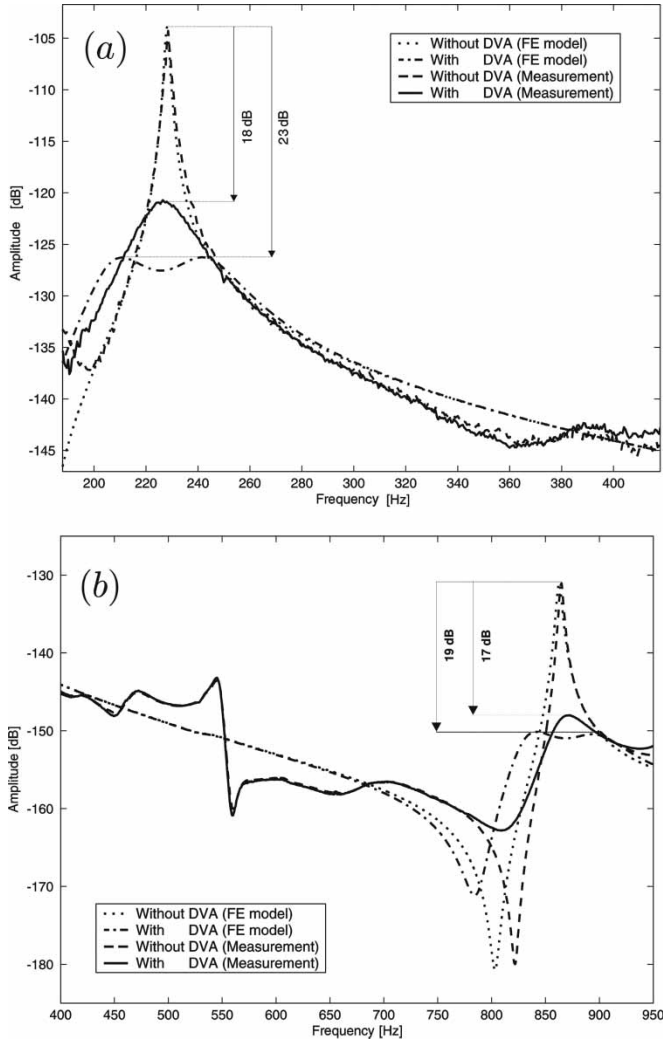 (a)
Without DVA (FE model)
With DVA (FE model)
Without DVA (Measurement)
With DVA (Measurement)
18 dB
23 dB
Amplitude [dB]
-105
-110
-115
-120
-125
-130
-135
-140
-145
200
220
240
260
280
300
320
340
360
380
400
Frequency [Hz]
(b)
19 dB
17 dB
Amplitude [dB]
-130
-140
-150
-160
-170
-180
Without DVA (FE model)
With DVA (FE model)
Without DVA (Measurement)
With DVA (Measurement)
400
450
500
550
600
650
700
750
800
850
900
950
Frequency [Hz]